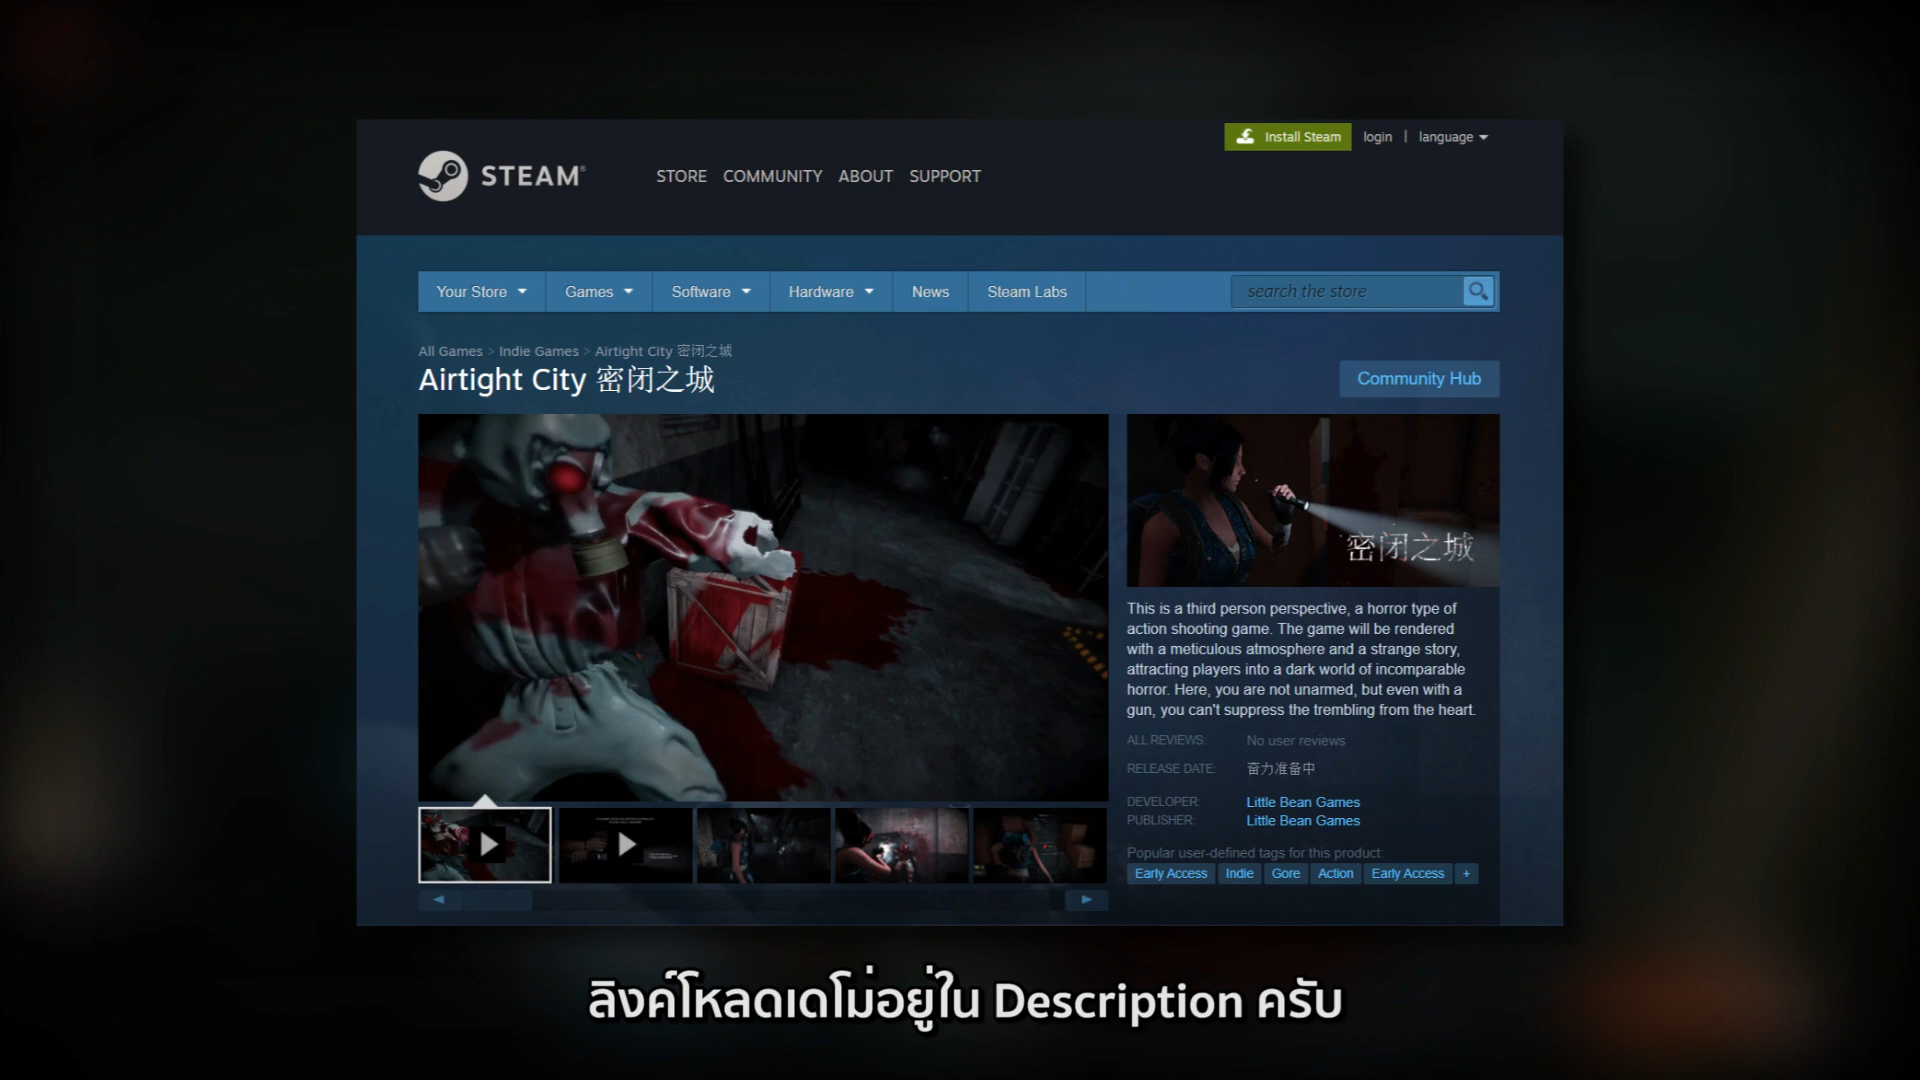 Install Steam login | language
STEAM®
STORE COMMUNITY ABOUT SUPPORT
Your Store Games Software Hardware News Steam Labs search the store
All Games > Indie Games > Airtight City 密闭之城
Airtight City 密闭之城
Community Hub
密闭之城
This is a third person perspective, a horror type of
action shooting game. The game will be rendered
with a meticulous atmosphere and a strange story,
attracting players into a dark world of incomparable
horror. Here, you are not unarmed, but even with a
gun, you can't suppress the trembling from the heart.
ALL REVIEWS: No user reviews
RELEASE DATE: 奋力准备中
DEVELOPER: Little Bean Games
PUBLISHER: Little Bean Games
Popular user-defined tags for this product:
Early Access Indie Gore Action Early Access +
ลิงค์โหลดเดโม่อยู่ใน Description ครับ